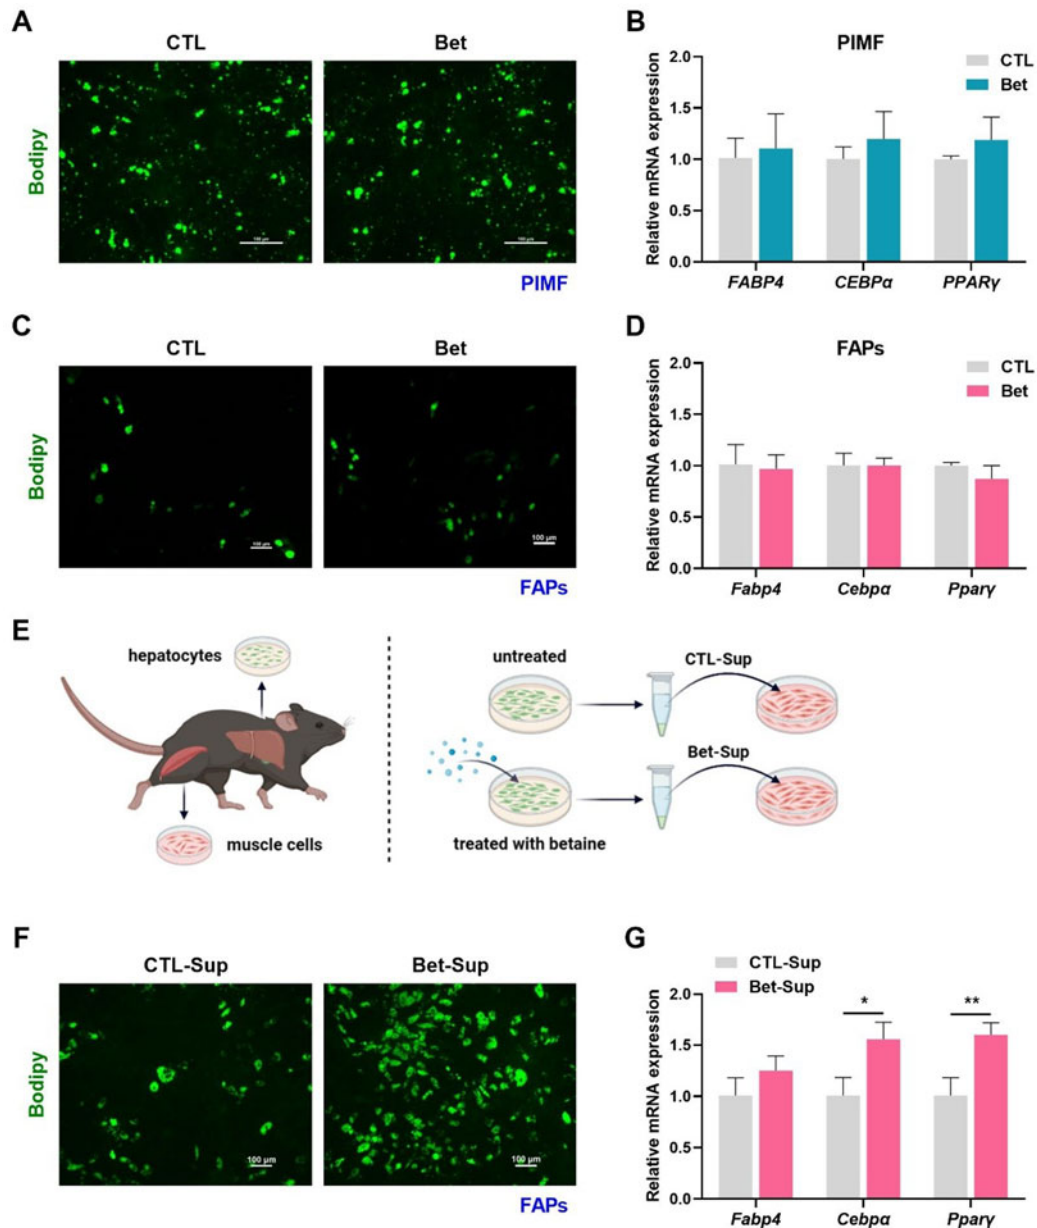 A
CTL
Bet
Bodipy
100 µm
100 µm
PIMF
B
PIMF
CTL
Bet
Relative mRNA expression
2.0
1.5
1.0
0.5
0.0
FABP4
CEBPα
PPARγ
C
CTL
Bet
Bodipy
100 µm
100 µm
FAPs
D
FAPs
CTL
Bet
Relative mRNA expression
2.0
1.5
1.0
0.5
0.0
Fabp4
Cebpα
Pparγ
E
hepatocytes
muscle cells
untreated
CTL-Sup
Bet-Sup
treated with betaine
F
CTL-Sup
Bet-Sup
Bodipy
100 µm
100 µm
FAPs
G
CTL-Sup
Bet-Sup
Relative mRNA expression
2.0
1.5
1.0
0.5
0.0
*
**
Fabp4
Cebpα
Pparγ